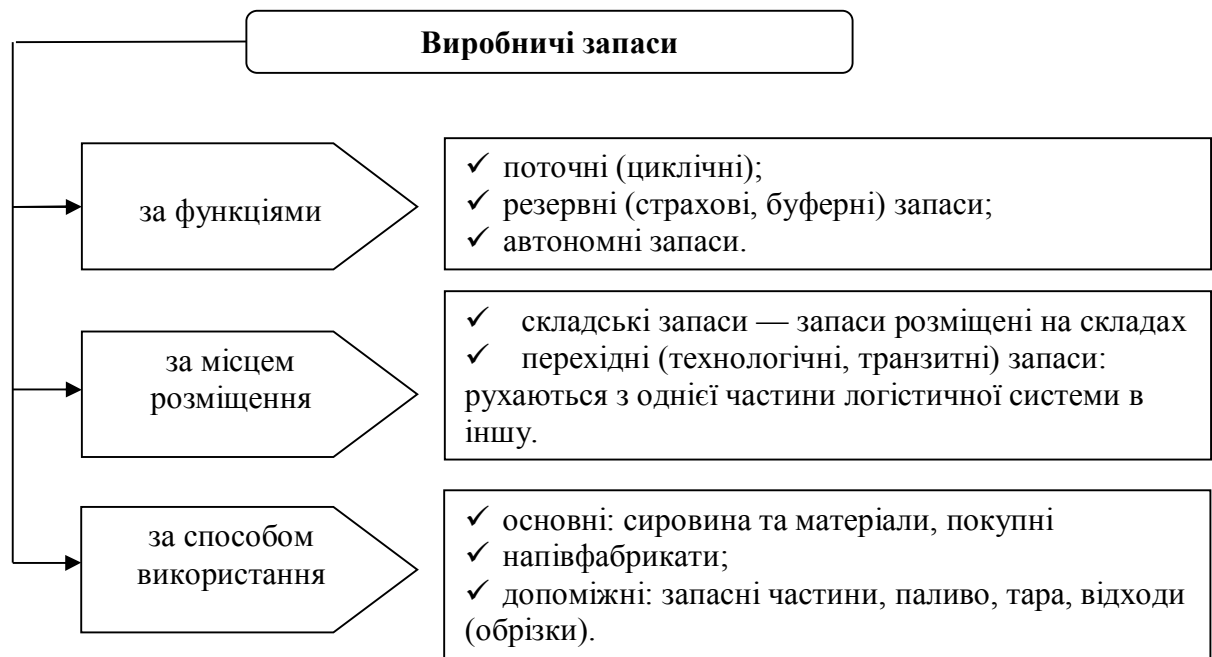 Виробничі запаси
за функціями
✓ поточні (циклічні);
✓ резервні (страхові, буферні) запаси;
✓ автономні запаси.
за місцем
розміщення
✓ складські запаси — запаси розміщені на складах
✓ перехідні (технологічні, транзитні) запаси:
рухаються з однієї частини логістичної системи в
іншу.
за способом
використання
✓ основні: сировина та матеріали, покупні
✓ напівфабрикати;
✓ допоміжні: запасні частини, паливо, тара, відходи
(обрізки).